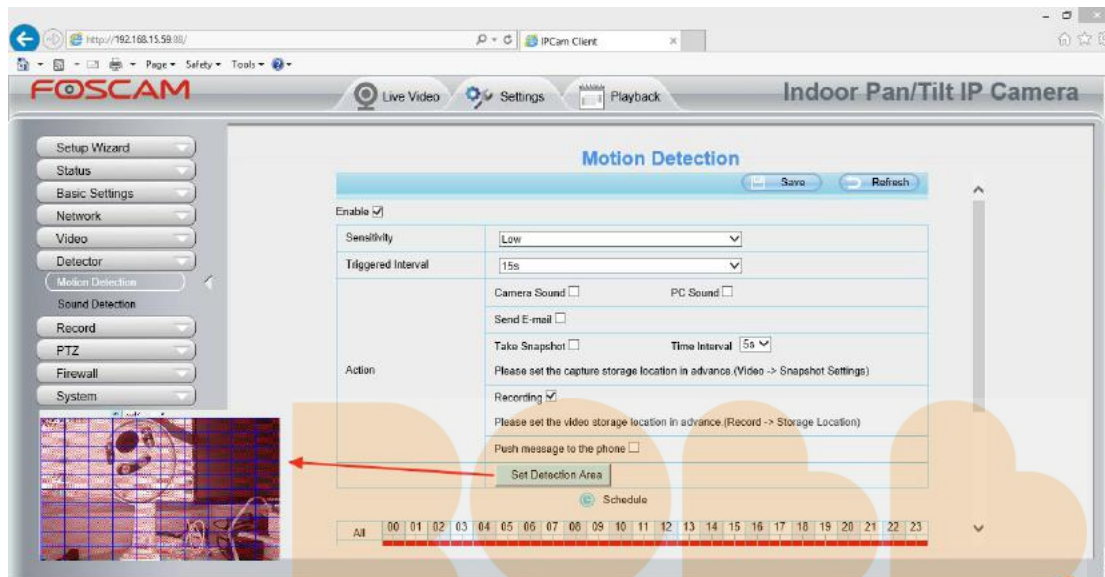 http://192.168.15.59:88/
IPCam Client
Page Safety Tools
FOSCAM
Live Video
Settings
Playback
Indoor Pan/Tilt IP Camera
Setup Wizard
Status
Basic Settings
Network
Video
Detector
Motion Detection
Sound Detection
Record
PTZ
Firewall
System
Motion Detection
Save Refresh
Enable
Sensitivity Low
Triggered Interval 15s
Camera Sound PC Sound
Send E-mail
Take Snapshot Time Interval 5s
Action
Please set the capture storage location in advance.(Video -> Snapshot Settings)
Recording
Please set the video storage location in advance.(Record -> Storage Location)
Push message to the phone
Set Detection Area
Schedule
All 00 01 02 03 04 05 06 07 08 09 10 11 12 13 14 15 16 17 18 19 20 21 22 23